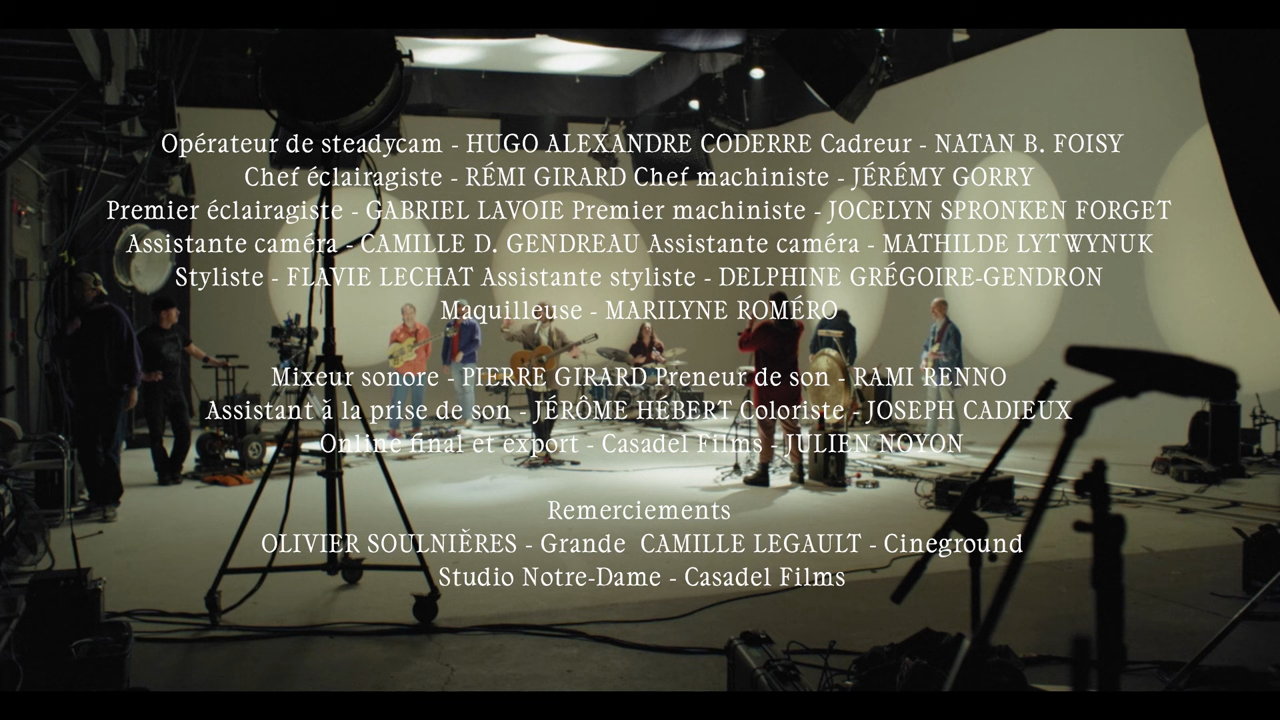 Opérateur de steadycam - HUGO ALEXANDRE CODERRE Cadreur - NATAN B. FOISY
Chef éclairagiste - RÉMI GIRARD Chef machiniste - JÉRÉMY GORRY
Premier éclairagiste - GABRIEL LAVOIE Premier machiniste - JOCELYN SPRONKEN FORGET
Assistante caméra - CAMILLE D. GENDREAU Assistante caméra - MATHILDE LYTWYNUK
Styliste - FLAVIE LECHAT Assistante styliste - DELPHINE GRÉGOIRE-GENDRON
Maquilleuse - MARILYNE ROMÉRO
Mixeur sonore - PIERRE GIRARD Preneur de son - RAMI RENNO
Assistant ǎ la prise de son - JÉRÔME HÉBERT Coloriste - JOSEPH CADIEUX
Online final et export - Casadel Films - JULIEN NOYON
Remerciements
OLIVIER SOULNIĚRES - Grande CAMILLE LEGAULT - Cineground
Studio Notre-Dame - Casadel Films